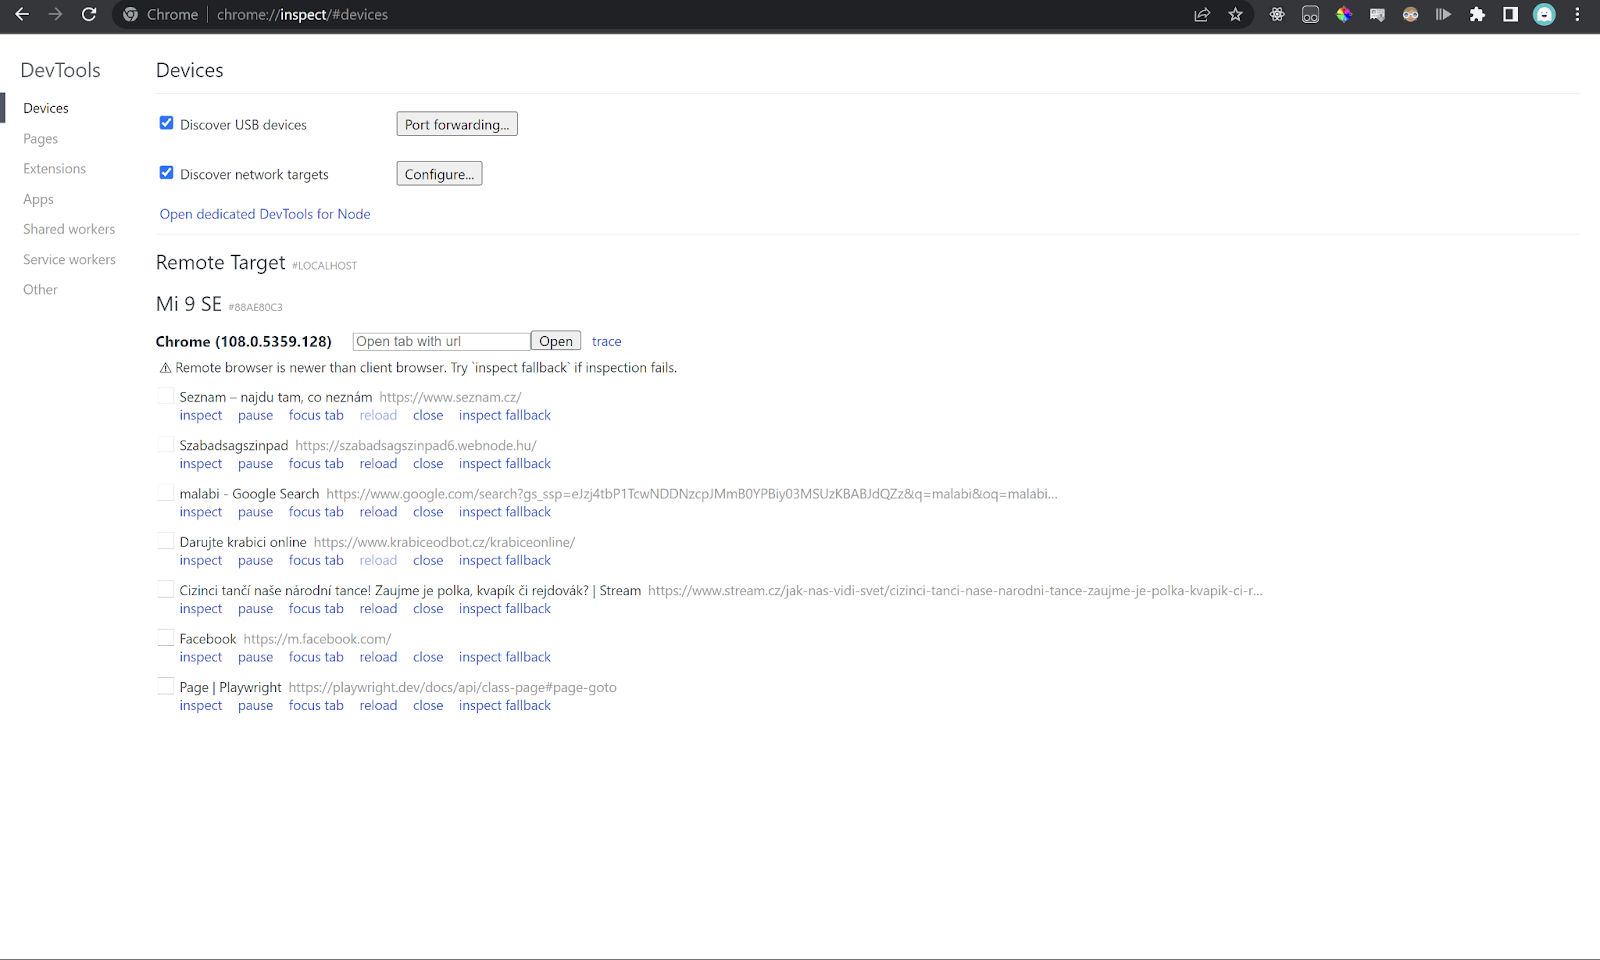 Chrome chrome://inspect/#devices
DevTools
Devices
Pages
Extensions
Apps
Shared workers
Service workers
Other
Devices
Discover USB devices Port forwarding...
Discover network targets Configure...
Open dedicated DevTools for Node
Remote Target #LOCALHOST
Mi 9 SE #88AE80C3
Chrome (108.0.5359.128) Open tab with url Open trace
⚠ Remote browser is newer than client browser. Try `inspect fallback` if inspection fails.
Seznam – najdu tam, co neznám https://www.seznam.cz/
inspect pause focus tab reload close inspect fallback
Szabadsagszinpad https://szabadsagszinpad6.webnode.hu/
inspect pause focus tab reload close inspect fallback
malabi - Google Search https://www.google.com/search?gs_ssp=eJzj4tbP1TcwNDDNzcpJMmB0YPBiy03MSUzKBABJdQZz&q=malabi&oq=malabi...
inspect pause focus tab reload close inspect fallback
Darujte krabici online https://www.krabiceodbot.cz/krabiceonline/
inspect pause focus tab reload close inspect fallback
Cizinci tančí naše národní tance! Zaujme je polka, kvapík či rejdovák? | Stream https://www.stream.cz/jak-nas-vidi-svet/cizinci-tanci-nase-narodni-tance-zaujme-je-polka-kvapik-ci-r...
inspect pause focus tab reload close inspect fallback
Facebook https://m.facebook.com/
inspect pause focus tab reload close inspect fallback
Page | Playwright https://playwright.dev/docs/api/class-page#page-goto
inspect pause focus tab reload close inspect fallback